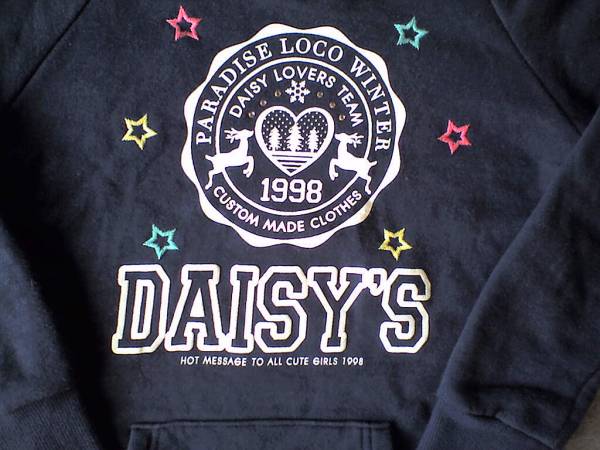 PARADISE LOCO WINTER
DAISY LOVERS TEAM
1998
CUSTOM MADE CLOTHES
DAISY'S
HOT MESSAGE TO ALL CUTE GIRLS 1998